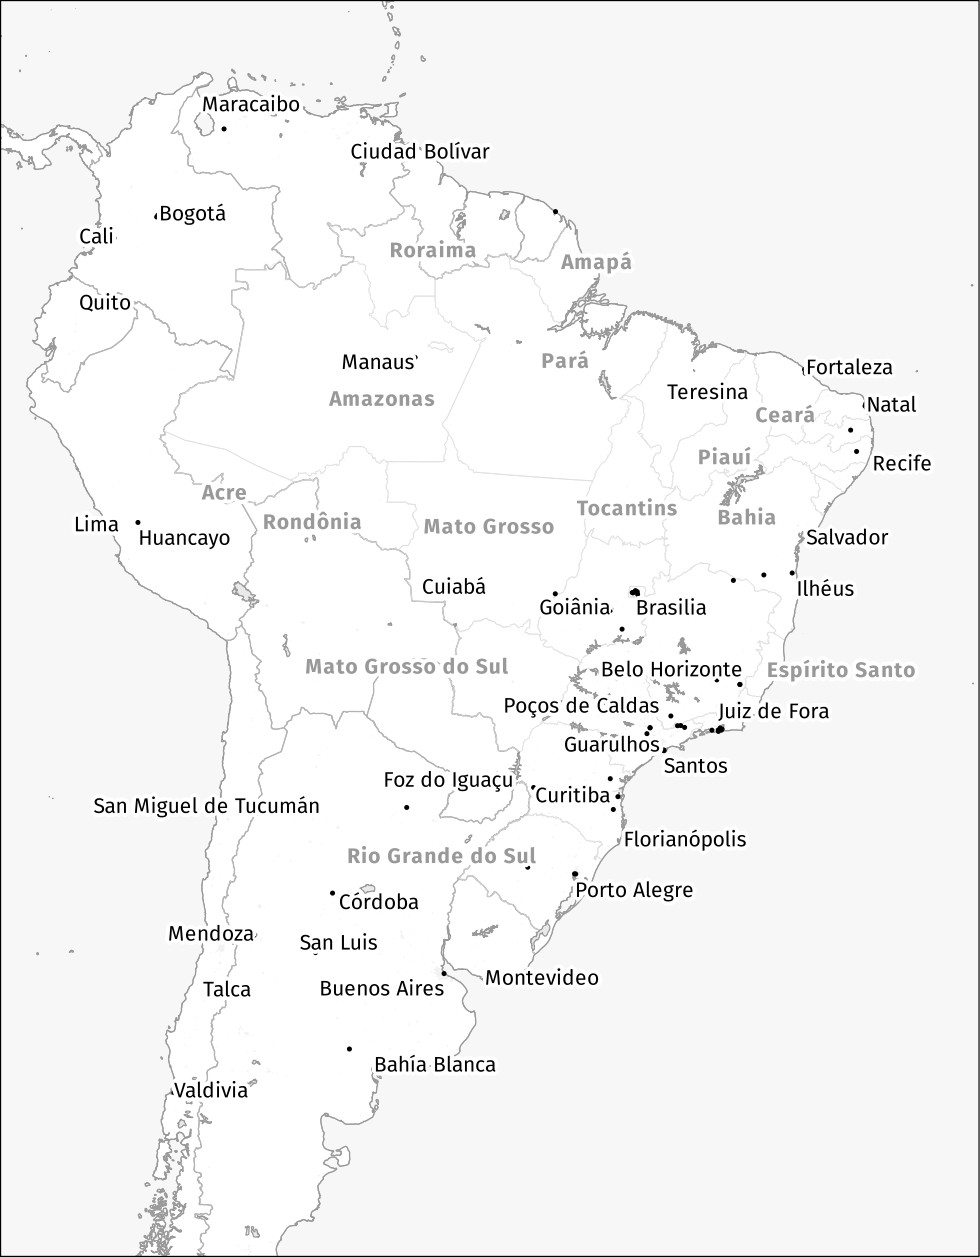 Maracaibo
Ciudad Bolívar
Bogotá
Cali
Roraima
Amapá
Quito
Manaus
Pará
Fortaleza
Teresina
Amazonas
Natal
Ceará
Piauí
Recife
Acre
Tocantins
Bahia
Lima
Rondônia
Mato Grosso
Huancayo
Salvador
Cuiabá
Ilhéus
Goiânia
Brasilia
Mato Grosso do Sul
Belo Horizonte
Espírito Santo
Poços de Caldas
Juiz de Fora
Guarulhos
Santos
Foz do Iguaçu
Curitiba
San Miguel de Tucumán
Florianópolis
Rio Grande do Sul
Porto Alegre
Córdoba
Mendoza
San Luis
Montevideo
Talca
Buenos Aires
Bahía Blanca
Valdivia